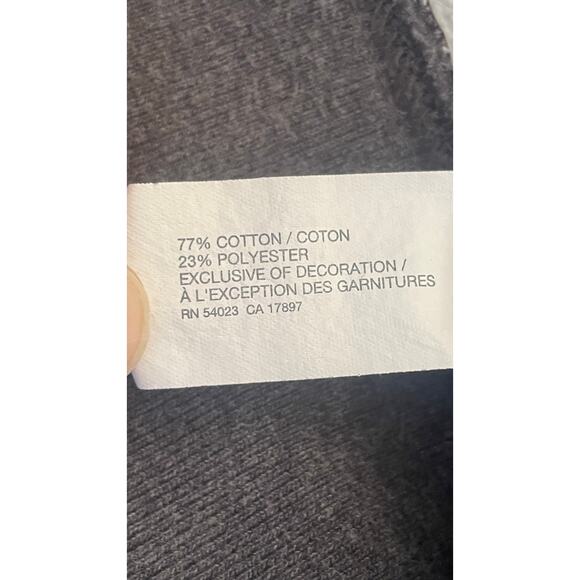 77% COTTON / COTON
23% POLYESTER
EXCLUSIVE OF DECORATION /
À L'EXCEPTION DES GARNITURES
RN 54023 CA 17897